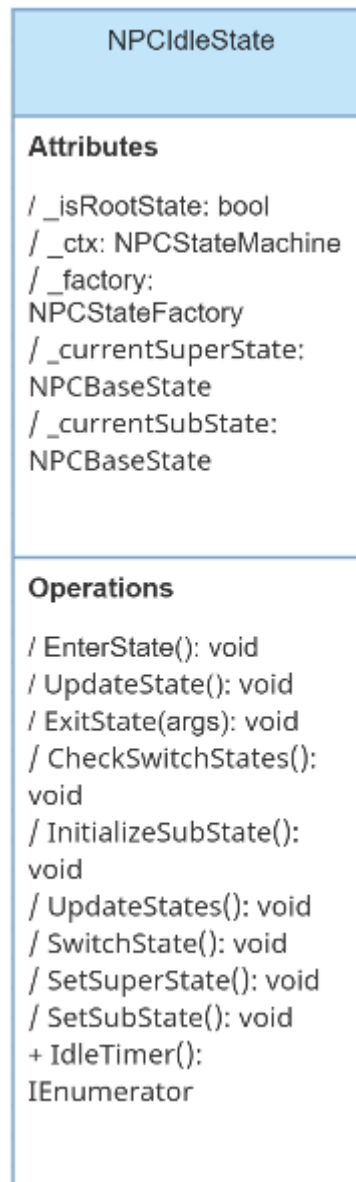 NPCIdleState
Attributes
/ _isRootState: bool
/ _ctx: NPCStateMachine
/ _factory:
NPCStateFactory
/ _currentSuperState:
NPCBaseState
/ _currentSubState:
NPCBaseState
Operations
/ EnterState(): void
/ UpdateState(): void
/ ExitState(args): void
/ CheckSwitchStates():
void
/ InitializeSubState():
void
/ UpdateStates(): void
/ SwitchState(): void
/ SetSuperState(): void
/ SetSubState(): void
+ IdleTimer():
IEnumerator